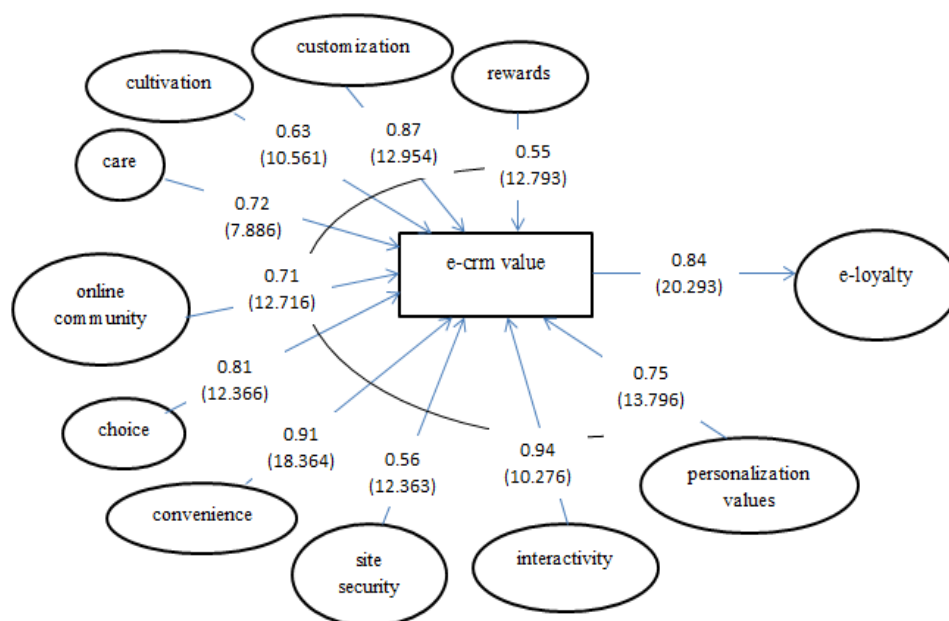 customization
rewards
cultivation
0.63
(10.561)
0.87
(12.954)
0.55
(12.793)
care
0.72
(7.886)
e-crm value
0.84
(20.293)
e-loyalty
online
community
0.71
(12.716)
0.81
(12.366)
choice
0.75
(13.796)
0.91
(18.364)
0.56
(12.363)
0.94
(10.276)
personalization
values
convenience
site
security
interactivity